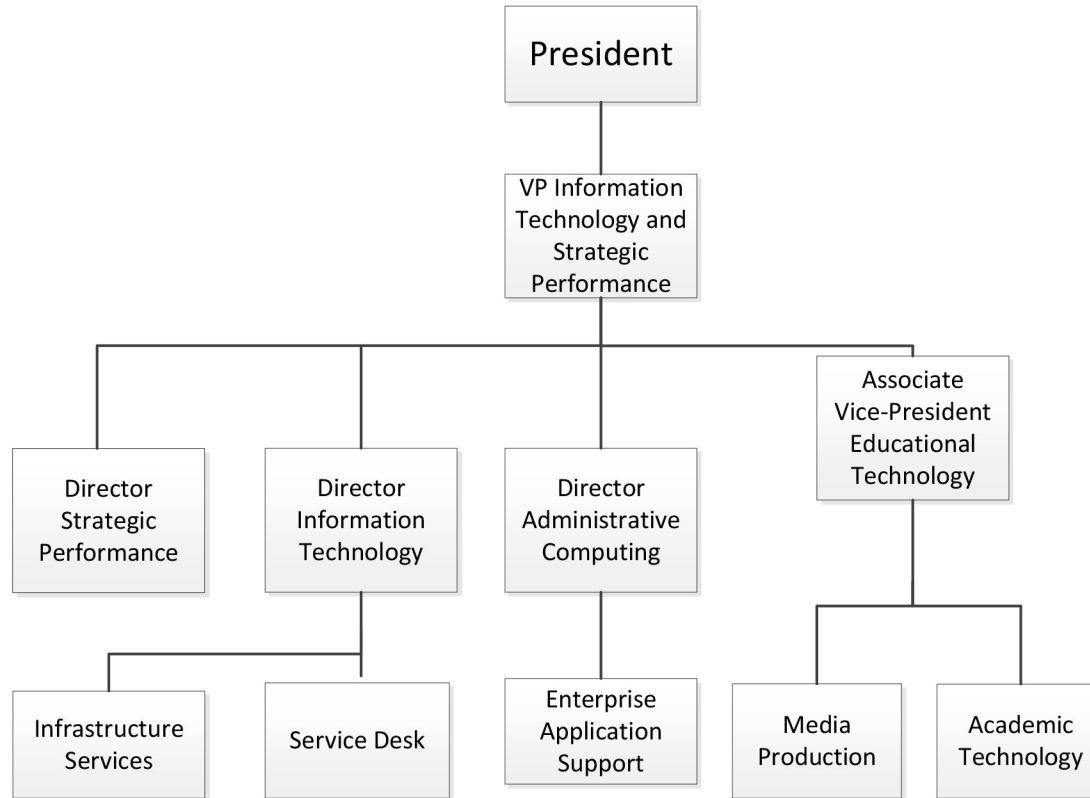 President
VP Information
Technology and
Strategic
Performance
Associate
Vice-President
Educational
Technology
Director
Strategic
Performance
Director
Information
Technology
Director
Administrative
Computing
Infrastructure
Services
Service Desk
Enterprise
Application
Support
Media
Production
Academic
Technology